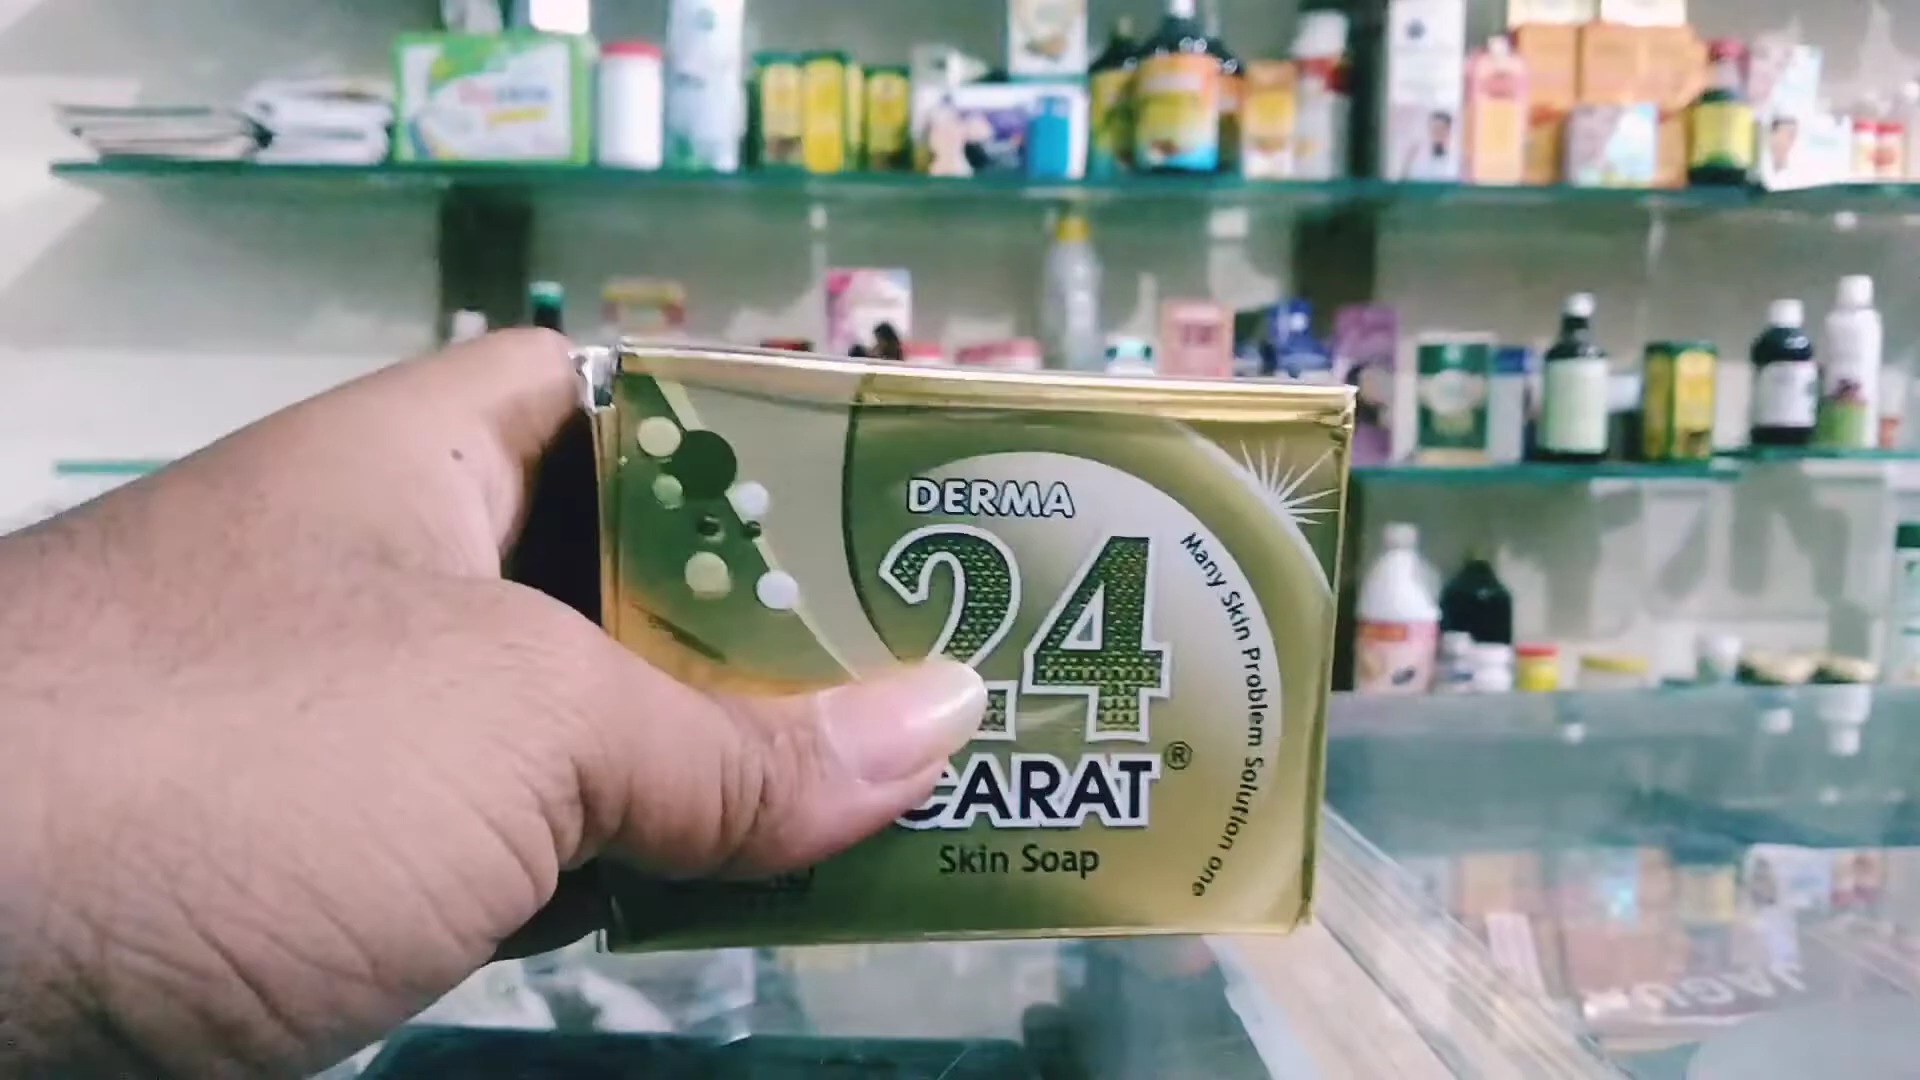 DERMA
24
CARAT®
Skin Soap
Many Skin Problem Solution one